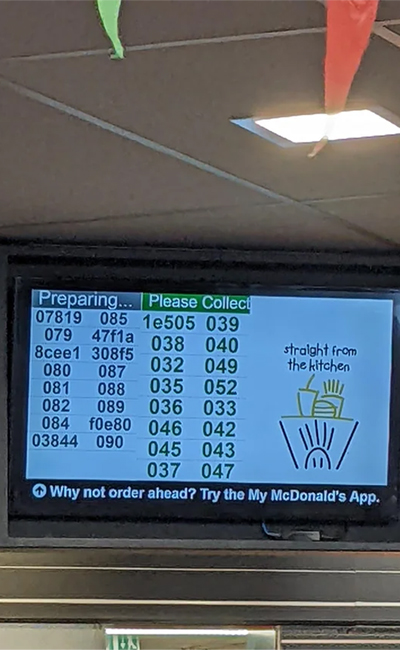 Preparing... Please Collect
07819 085 1e505 039
079 47f1a 038 040
8cee1 308f5 032 049
080 087 035 052
081 088 036 033
082 089 046 042
084 f0e80 045 043
03844 090 037 047
straight from
the kitchen
Why not order ahead? Try the My McDonald's App.